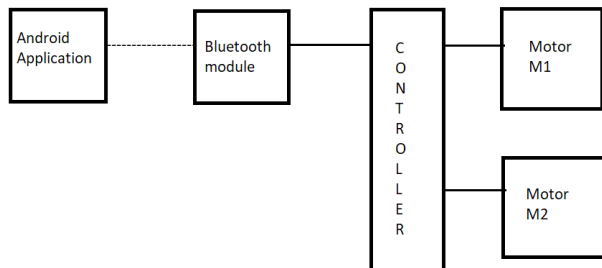 Android
Application
Bluetooth
module
C
O
N
T
R
O
L
L
E
R
Motor
M1
Motor
M2